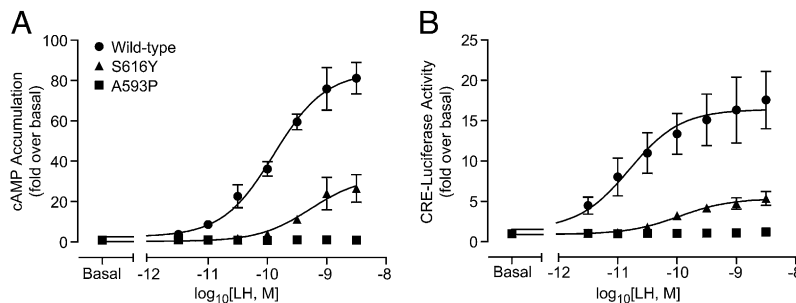 A
cAMP Accumulation
(fold over basal)
100
80
60
40
20
0
Wild-type
S616Y
A593P
Basal
-12
-11
-10
-9
-8
log10[LH, M]
B
CRE-Luciferase Activity
(fold over basal)
25
20
15
10
5
0
Basal
-12
-11
-10
-9
-8
log10[LH, M]